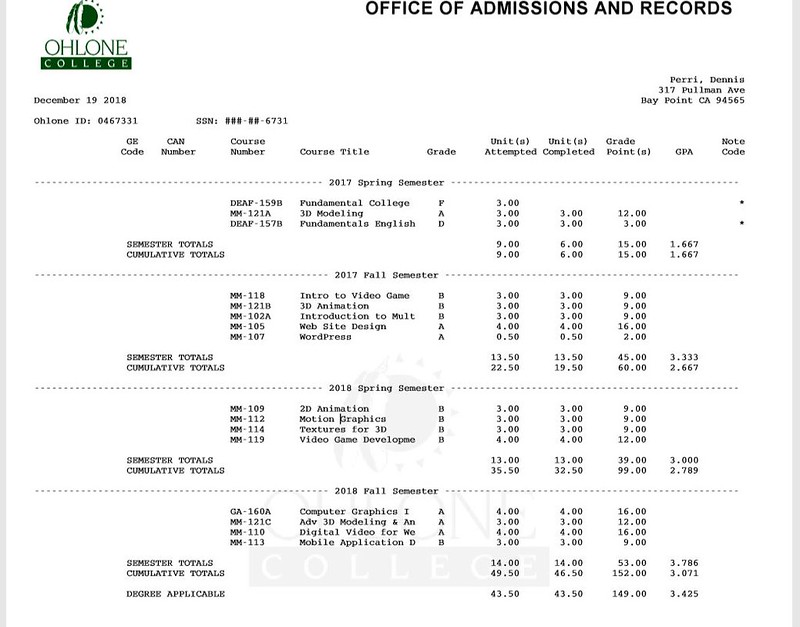 OFFICE OF ADMISSIONS AND RECORDS
OHLONE
COLLEGE
Perri, Dennis
317 Pullman Ave
December 19 2018 Bay Point CA 94565
Ohlone ID: 0467331 SSN: ###-##-6731
GE CAN Course Unit(s) Unit(s) Grade Note
Code Number Number Course Title Grade Attempted Completed Point(s) GPA Code
2017 Spring Semester
DEAF-159B Fundamental College F 3.00 *
MM-121A 3D Modeling A 3.00 3.00 12.00
DEAF-157B Fundamentals English D 3.00 3.00 3.00 *
SEMESTER TOTALS 9.00 6.00 15.00 1.667
CUMULATIVE TOTALS 9.00 6.00 15.00 1.667
2017 Fall Semester
MM-118 Intro to Video Game B 3.00 3.00 9.00
MM-121B 3D Animation B 3.00 3.00 9.00
MM-102A Introduction to Mult B 3.00 3.00 9.00
MM-105 Web Site Design A 4.00 4.00 16.00
MM-107 WordPress A 0.50 0.50 2.00
SEMESTER TOTALS 13.50 13.50 45.00 3.333
CUMULATIVE TOTALS 22.50 19.50 60.00 2.667
2018 Spring Semester
MM-109 2D Animation B 3.00 3.00 9.00
MM-112 Motion Graphics B 3.00 3.00 9.00
MM-114 Textures for 3D B 3.00 3.00 9.00
MM-119 Video Game Developme B 4.00 4.00 12.00
SEMESTER TOTALS 13.00 13.00 39.00 3.000
CUMULATIVE TOTALS 35.50 32.50 99.00 2.789
2018 Fall Semester
GA-160A Computer Graphics I A 4.00 4.00 16.00
MM-121C Adv 3D Modeling & An A 3.00 3.00 12.00
MM-110 Digital Video for We A 4.00 4.00 16.00
MM-113 Mobile Application D B 3.00 3.00 9.00
SEMESTER TOTALS 14.00 14.00 53.00 3.786
CUMULATIVE TOTALS 49.50 46.50 152.00 3.071
DEGREE APPLICABLE 43.50 43.50 149.00 3.425
OHLONE
COLLEGE